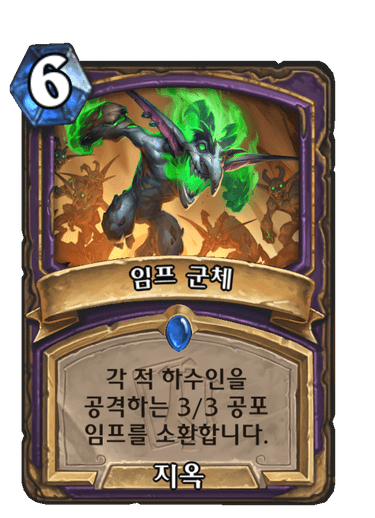 6
임프 군체
각 적 하수인을
공격하는 3/3 공포
임프를 소환합니다.
지옥